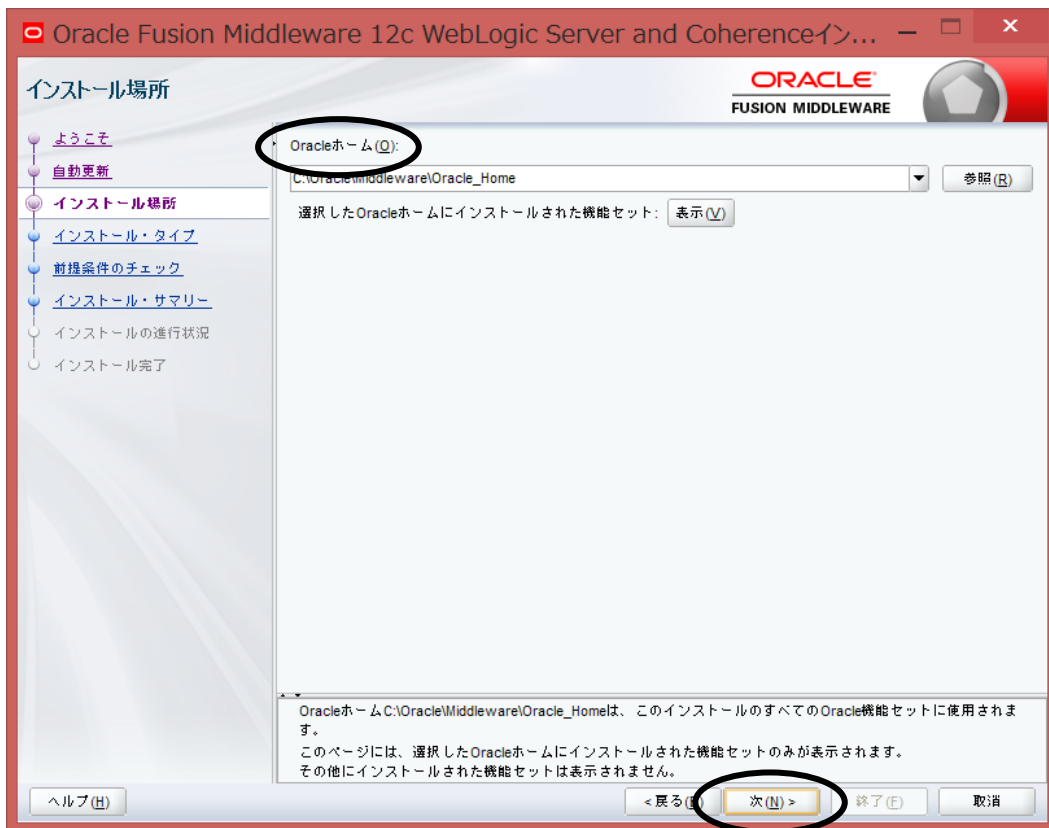 Oracle Fusion Middleware 12c WebLogic Server and Coherenceイン...
インストール場所
ORACLE
FUSION MIDDLEWARE
ようこそ
自動更新
インストール場所
インストール・タイプ
前提条件のチェック
インストール・サマリー
インストールの進行状況
インストール完了
Oracleホーム(O):
C:\Oracle\Middleware\Oracle_Home
参照(R)
選択したOracleホームにインストールされた機能セット: 表示(V)
OracleホームC:\Oracle\Middleware\Oracle_Homeは、このインストールのすべてのOracle機能セットに使用されま
す。
このページには、選択したOracleホームにインストールされた機能セットのみが表示されます。
その他にインストールされた機能セットは表示されません。
ヘルプ(H) <戻る(B) 次(N) > 終了(F) 取消